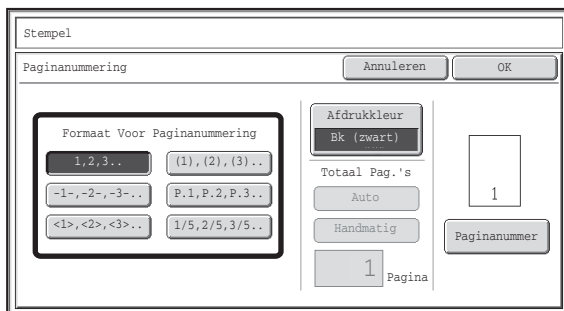 Stempel
Paginanummering
Annuleren
OK
Formaat Voor Paginanummering
1,2,3..
(1),(2),(3)..
-1-,-2-,-3-..
P.1,P.2,P.3..
<1>,<2>,<3>..
1/5,2/5,3/5..
Afdrukkleur
Bk (zwart)
Totaal Pag.'s
Auto
Handmatig
1 Pagina
1
Paginanummer